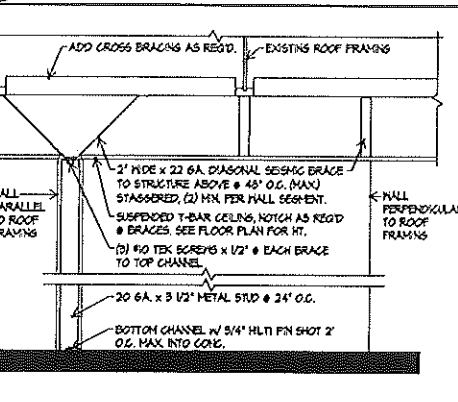 ADD CROSS BRACING AS REQ'D.
EXISTING ROOF FRAMING
2" WIDE x 22 GA. DIAGONAL SEISMIC BRACE
TO STRUCTURE ABOVE @ 48" O.C. (MAX)
STAGGERED, (2) MIN. PER WALL SEGMENT.
SUSPENDED T-BAR CEILING, NOTCH AS REQ'D
@ BRACES. SEE FLOOR PLAN FOR HT.
(3) #10 TEK SCREWS x 1/2" @ EACH BRACE
TO TOP CHANNEL
WALL
PARALLEL
TO ROOF
FRAMING
WALL
PERPENDICULAR
TO ROOF
FRAMING
20 GA. x 3 1/2" METAL STUD @ 24" O.C.
BOTTOM CHANNEL W/ 3/4" HILTI PIN SHOT 2'
O.C. MAX. INTO CONC.